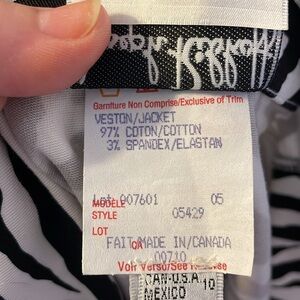 Garniture Non Comprise/Exclusive of Trim
VESTON/JACKET
97% COTON/COTTON
3% SPANDEX/ELASTAN
MODELE 007601 05
STYLE 05429
LOT
FAIT MADE IN/CANADA
00710
Voir Verso/See Reverse
CAN-U.S.A
MEXICO 10